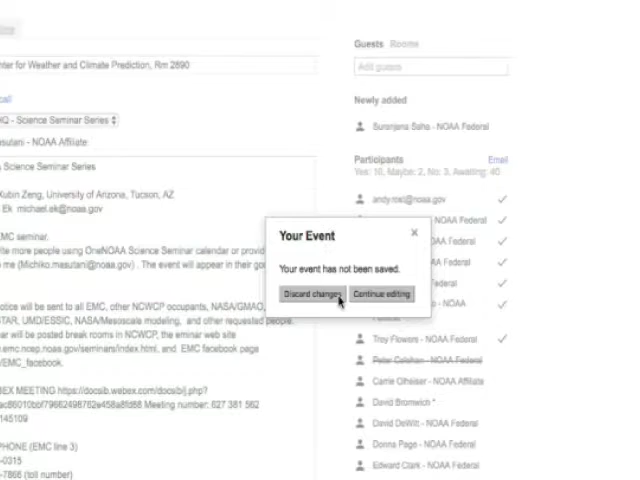 Guests Rooms
nter for Weather and Climate Prediction, Rm 2890
Add guests
call
Newly added
HQ - Science Seminar Series
Suranjana Saha - NOAA Federal
asutani - NOAA Affiliate
Participants Email
Yes: 10, Maybe: 2, No: 3, Awaiting: 40
s Science Seminar Series
Xubin Zeng, University of Arizona, Tucson, AZ
Ek michael.ek@noaa.gov
EMC seminar.
ite more people using OneNOAA Science Seminar calendar or provid
o me (Michiko.masutani@noaa.gov) . The event will appear in their goo
otice will be sent to all EMC, other NCWCP occupants, NASA/GMAO,
STAR, UMD/ESSIC, NASA/Mesoscale modeling, and other requested people.
ar will be posted break rooms in NCWCP, the eminar web site
.emc.ncep.noaa.gov/seminars/index.html, and EMC facebook page
/EMC_facebook.
BEX MEETING https://docsib.webex.com/docsib/j.php?
Meeting number: 627 381 562
145109
PHONE (EMC line 3)
-0315
-7866 (toll number)
andy.rost@noaa.gov
NOAA Federal
NOAA Federal
Federal
Federal
- NOAA
Federal
Troy Flowers - NOAA Federal
Peter Colohan - NOAA Federal
Carrie Olheiser - NOAA Affiliate
David Bromwich *
David DeWitt - NOAA Federal
Donna Page - NOAA Federal
Edward Clark - NOAA Federal
Your Event x
Your event has not been saved.
Discard changes Continue editing